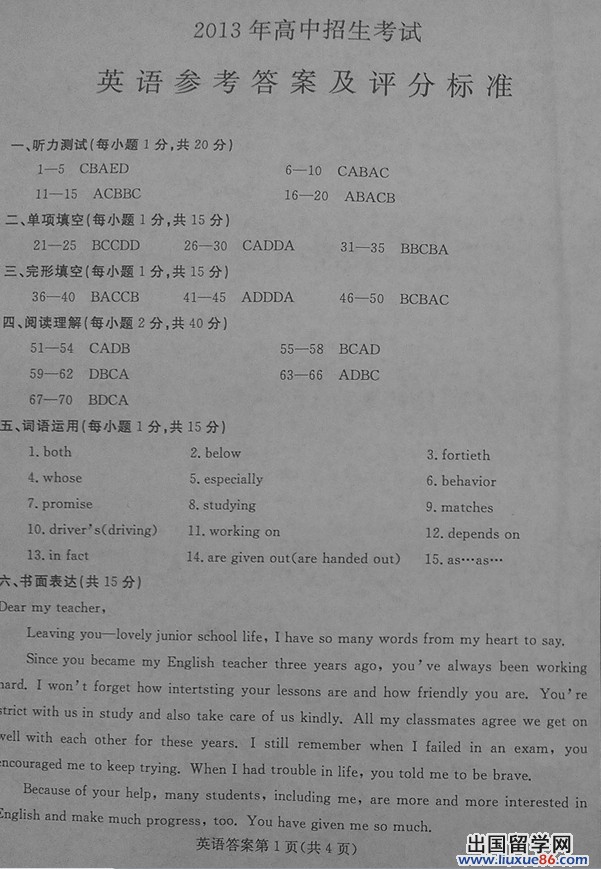 2013年高中招生考试
英语参考答案及评分标准
一、听力测试(每小题1分,共20分)
1—5 CBAED 6—10 CABAC
11—15 ACBBC 16—20 ABACB
二、单项填空(每小题1分,共15分)
21—25 BCCDD 26—30 CADDA 31—35 BBCBA
三、完形填空(每小题1分,共15分)
36—40 BACCB 41—45 ADDDA 46—50 BCBAC
四、阅读理解(每小题2分,共40分)
51—54 CADB 55—58 BCAD
59—62 DBCA 63—66 ADBC
67—70 BDCA
五、词语运用(每小题1分,共15分)
1. both 2. below 3. fortieth
4. whose 5. especially 6. behavior
7. promise 8. studying 9. matches
10. driver's(driving) 11. working on 12. depends on
13. in fact 14. are given out(are handed out) 15. as…as…
六、书面表达(共15分)
Dear my teacher,
Leaving you—lovely junior school life, I have so many words from my heart to say.
Since you became my English teacher three years ago, you've always been working
hard. I won't forget how intertsting your lessons are and how friendly you are. You're
strict with us in study and also take care of us kindly. All my classmates agree we get on
well with each other for these years. I still remember when I failed in an exam, you
encouraged me to keep trying. When I had trouble in life, you told me to be brave.
Because of your help, many students, including me, are more and more interested in
English and make much progress, too. You have given me so much.
英语答案第1页(共4页)
出国留学网
www.liuxue86.com